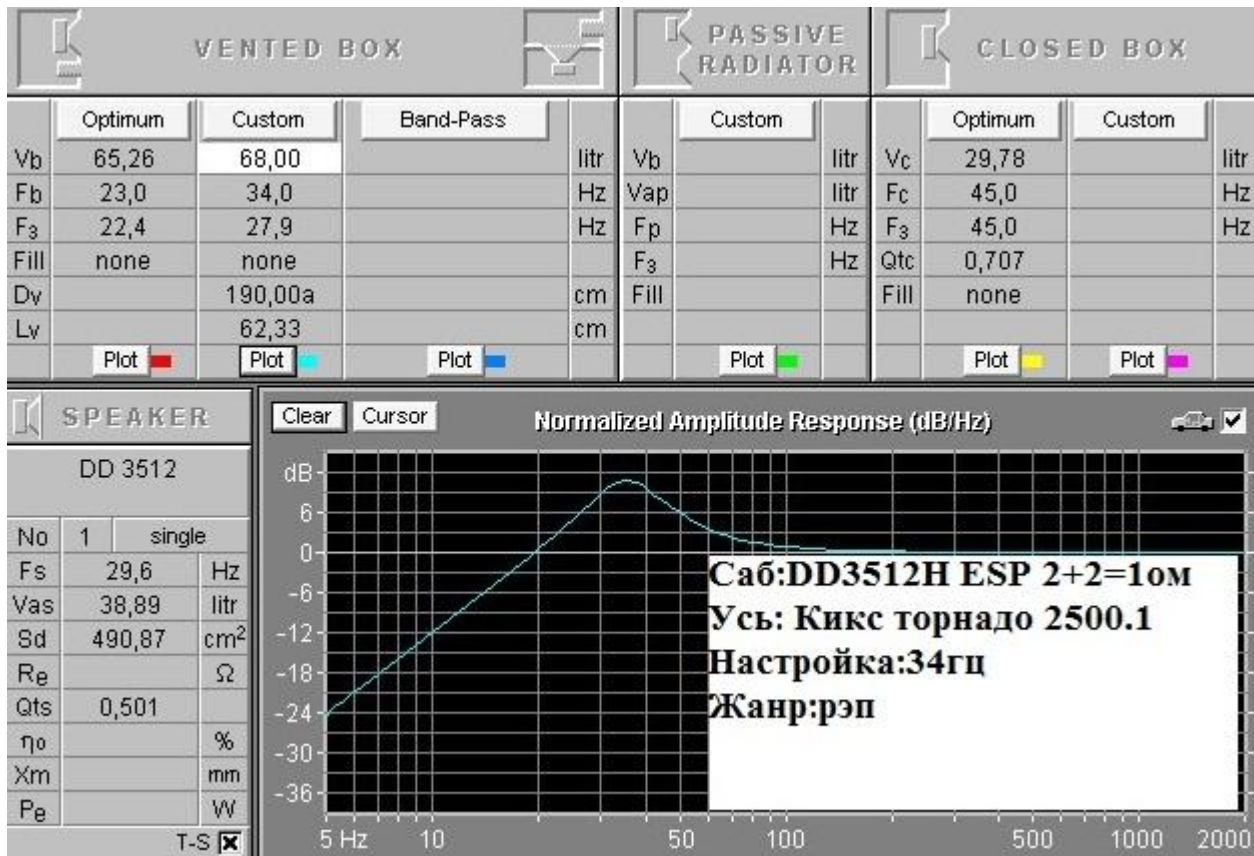 VENTED BOX
PASSIVE RADIATOR
CLOSED BOX
Optimum Custom Band-Pass
Vb 65,26 68,00 litr
Fb 23,0 34,0 Hz
F3 22,4 27,9 Hz
Fill none none
Dv 190,00a cm
Lv 62,33 cm
Plot Plot Plot
Custom
Vb litr
Vap litr
Fp Hz
F3 Hz
Fill
Plot
Optimum Custom
Vc 29,78 litr
Fc 45,0 Hz
F3 45,0 Hz
Qtc 0,707
Fill none
Plot Plot
SPEAKER
DD 3512
No 1 single
Fs 29,6 Hz
Vas 38,89 litr
Sd 490,87 cm²
Re Ω
Qts 0,501
ηo %
Xm mm
Pe W
T-S
Clear Cursor Normalized Amplitude Response (dB/Hz)
dB
6
0
-6
-12
-18
-24
-30
-36
5 Hz 10 50 100 500 1000 2000
Саб:DD3512H ESP 2+2=1ом
Усь: Кикс торнадо 2500.1
Настройка:34гц
Жанр:рэп